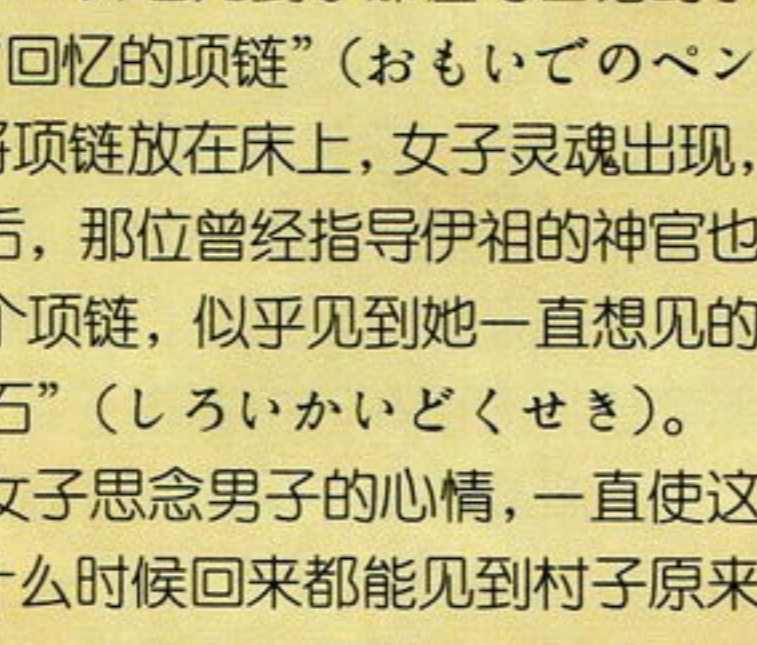 回忆的项链”(おもいでのペン
将项链放在床上,女子灵魂出现,
后,那位曾经指导伊祖的神官也
个项链,似乎见到她一直想见的
石”(しろいかいどくせき)。
女子思念男子的心情,一直使这
什么时候回来都能见到村子原来